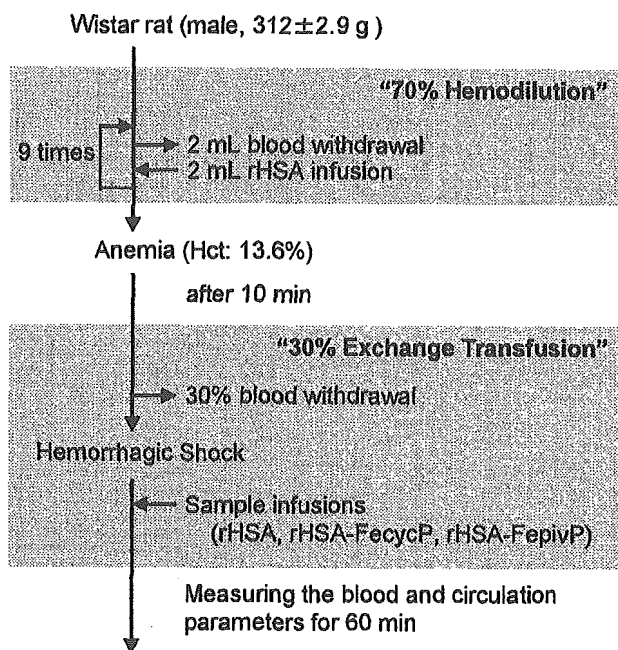 Wistar rat (male, 312±2.9 g )
"70% Hemodilution"
9 times
2 mL blood withdrawal
2 mL rHSA infusion
Anemia (Hct: 13.6%)
after 10 min
"30% Exchange Transfusion"
30% blood withdrawal
Hemorrhagic Shock
Sample infusions
(rHSA, rHSA-FecycP, rHSA-FepivP)
Measuring the blood and circulation
parameters for 60 min